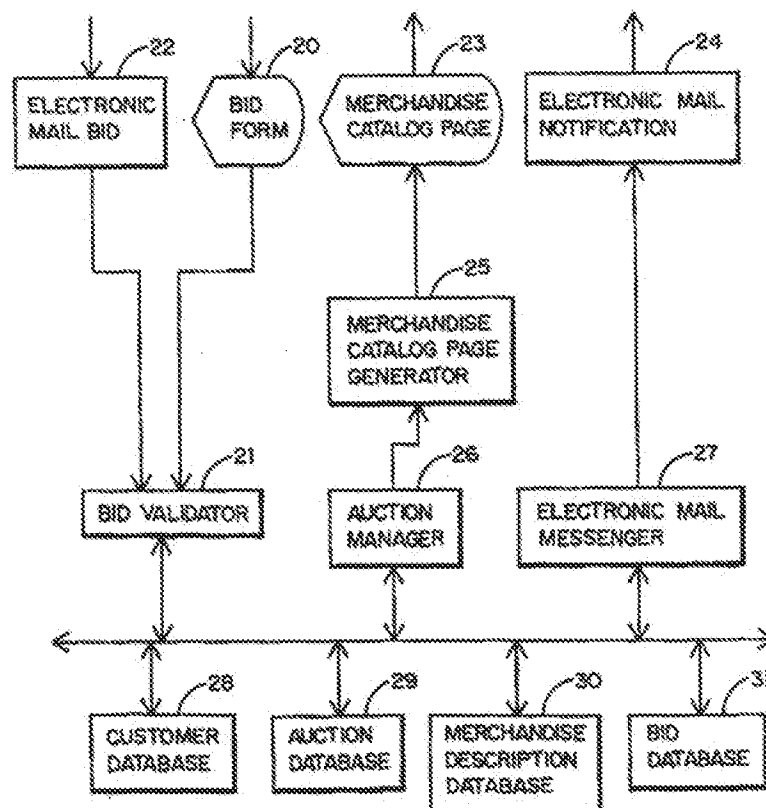 22
20
23
24
ELECTRONIC
MAIL BID
BID
FORM
MERCHANDISE
CATALOG PAGE
ELECTRONIC MAIL
NOTIFICATION
25
MERCHANDISE
CATALOG PAGE
GENERATOR
21
26
27
BID VALIDATOR
AUCTION
MANAGER
ELECTRONIC MAIL
MESSENGER
28
29
30
31
CUSTOMER
DATABASE
AUCTION
DATABASE
MERCHANDISE
DESCRIPTION
DATABASE
BID
DATABASE